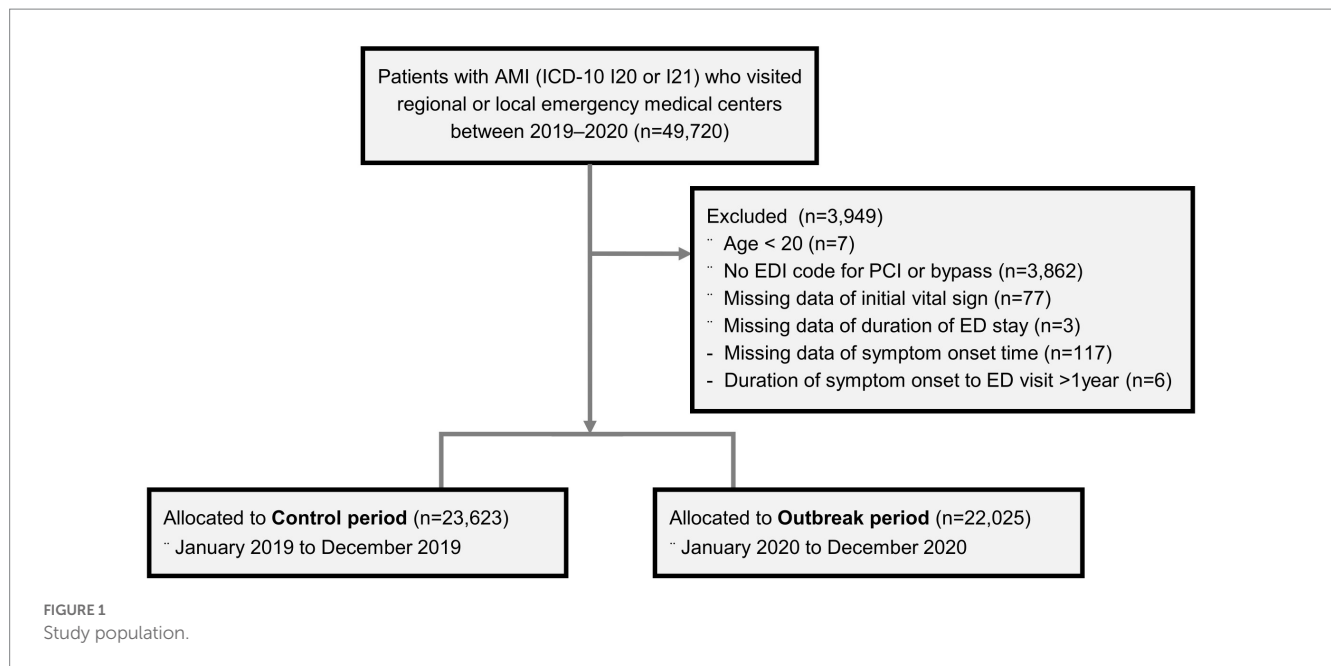 Patients with AMI (ICD-10 I20 or I21) who visited
regional or local emergency medical centers
between 2019–2020 (n=49,720)
Excluded (n=3,949)
¨ Age < 20 (n=7)
¨ No EDI code for PCI or bypass (n=3,862)
¨ Missing data of initial vital sign (n=77)
¨ Missing data of duration of ED stay (n=3)
- Missing data of symptom onset time (n=117)
- Duration of symptom onset to ED visit >1year (n=6)
Allocated to Control period (n=23,623)
¨ January 2019 to December 2019
Allocated to Outbreak period (n=22,025)
¨ January 2020 to December 2020
FIGURE 1
Study population.